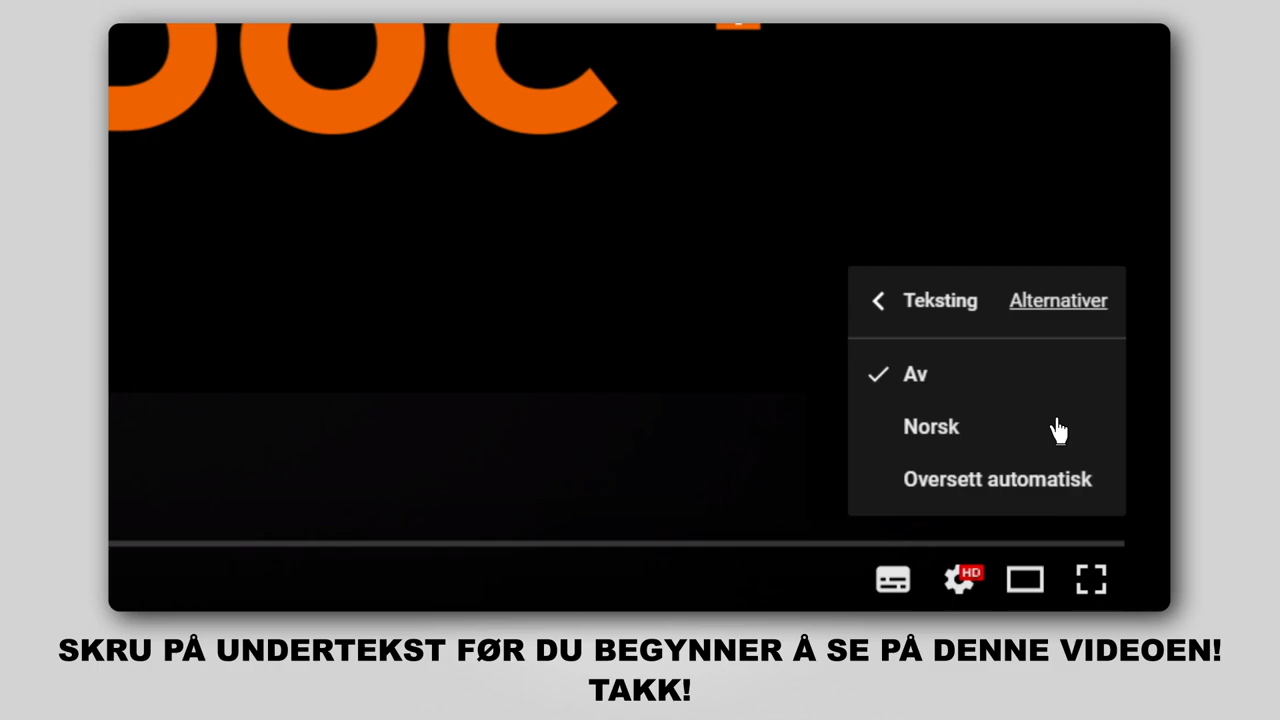 Teksting Alternativer
Av
Norsk
Oversett automatisk
HD
SKRU PÅ UNDERTEKST FØR DU BEGYNNER Å SE PÅ DENNE VIDEOEN!
TAKK!